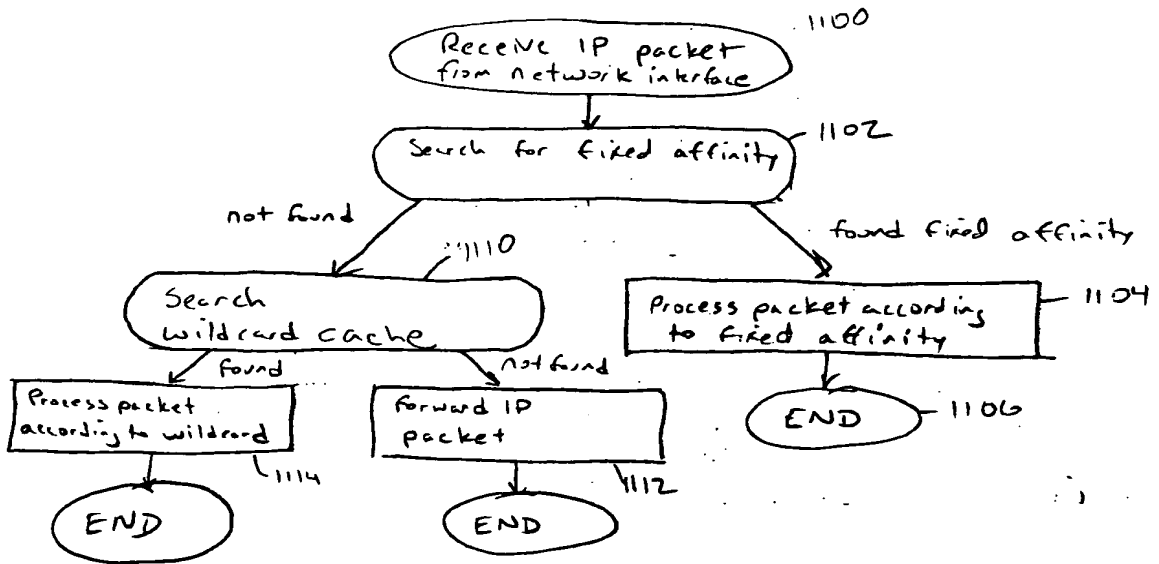 1100
Receive IP packet
from network interface
1102
Search for fixed affinity
not found
found fixed affinity
1110
Search
wildcard cache
Process packet according
to fixed affinity
1104
found
not found
Process packet
according to wildcard
Forward IP
packet
END
1106
1114
1112
END
END